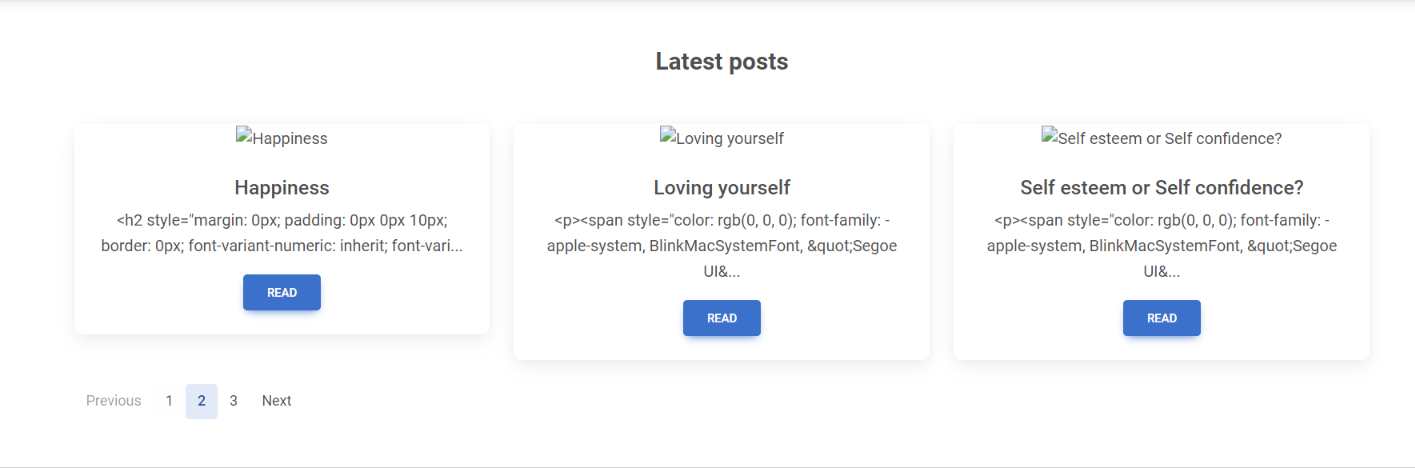 Latest posts
Happiness
Loving yourself
Self esteem or Self confidence?
Happiness
<h2 style="margin: 0px; padding: 0px 0px 10px;
border: 0px; font-variant-numeric: inherit; font-vari...
READ
Loving yourself
<p><span style="color: rgb(0, 0, 0); font-family: -
apple-system, BlinkMacSystemFont, &quot;Segoe
UI&...
READ
Self esteem or Self confidence?
<p><span style="color: rgb(0, 0, 0); font-family: -
apple-system, BlinkMacSystemFont, &quot;Segoe
UI&...
READ
Previous 1 2 3 Next